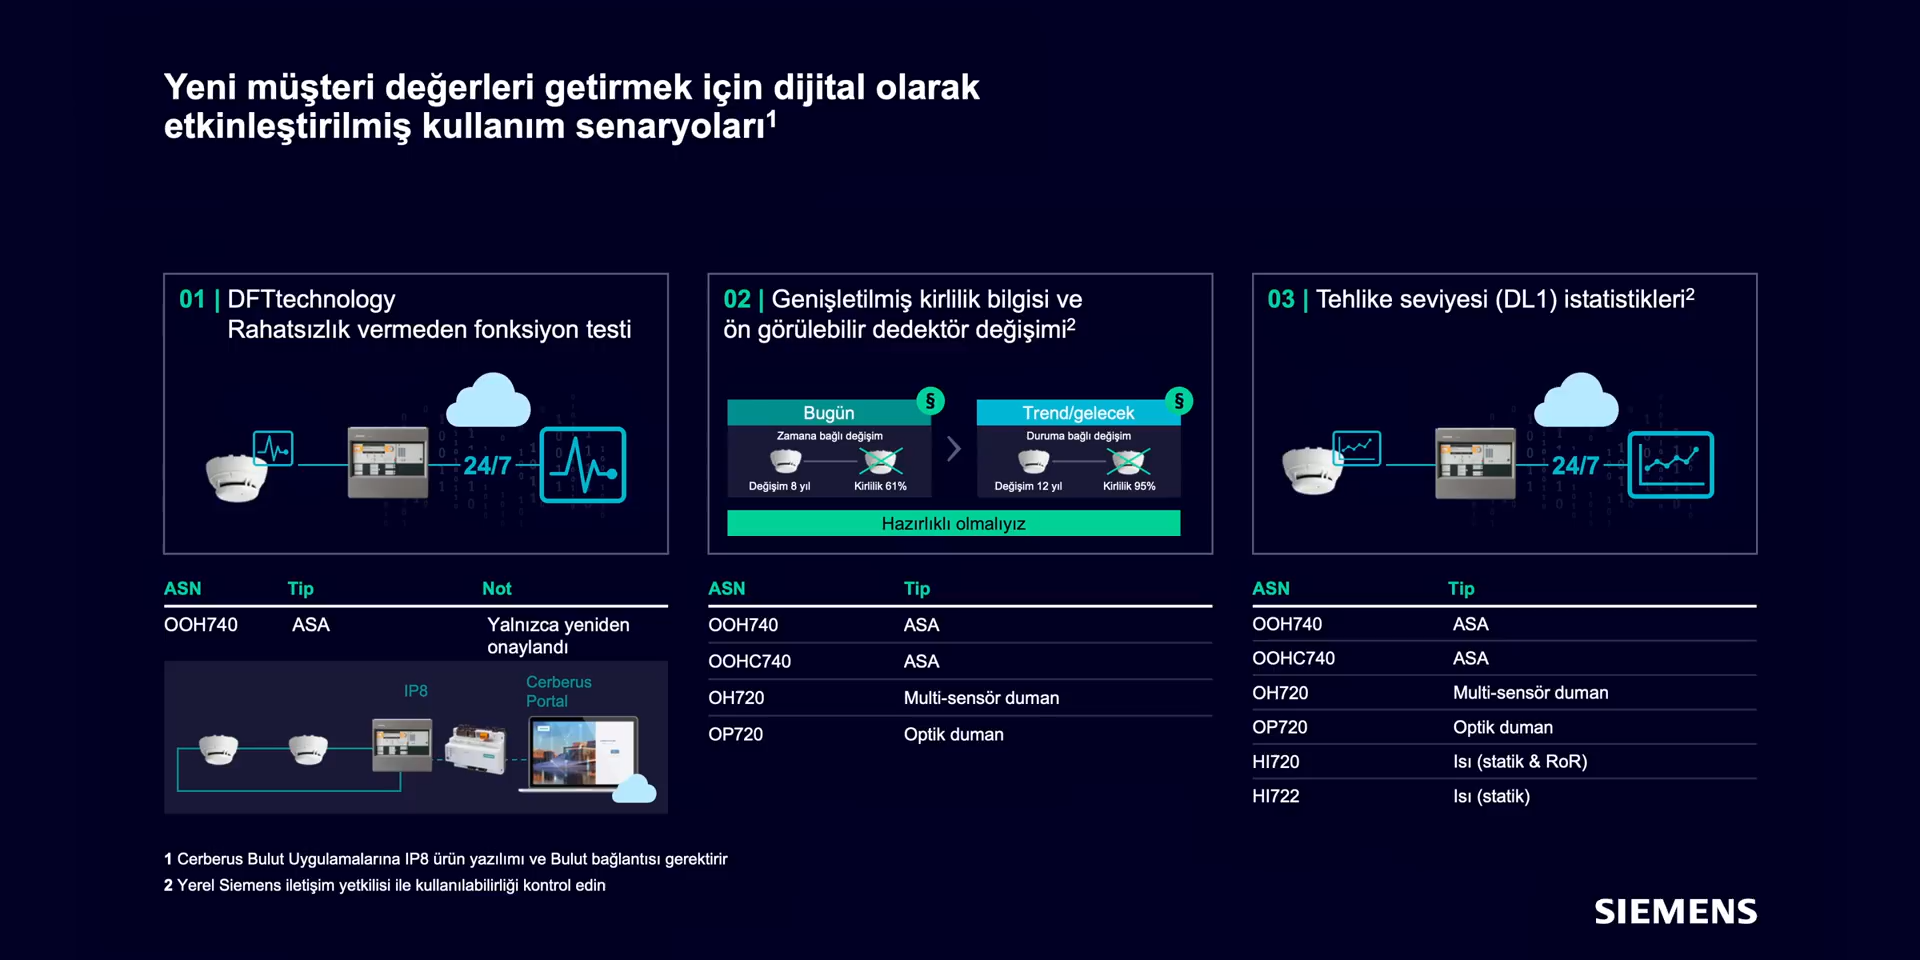 Yeni müşteri değerleri getirmek için dijital olarak
etkinleştirilmiş kullanım senaryoları¹
01 | DFTtechnology
Rahatsızlık vermeden fonksiyon testi
24/7
ASN Tip Not
OOH740 ASA Yalnızca yeniden
onaylandı
IP8
Cerberus
Portal
02 | Genişletilmiş kirlilik bilgisi ve
ön görülebilir dedektör değişimi²
Bugün §
Zamana bağlı değişim
Değişim 8 yıl Kirlilik 61%
Trend/gelecek §
Duruma bağlı değişim
Değişim 12 yıl Kirlilik 95%
Hazırlıklı olmalıyız
ASN Tip
OOH740 ASA
OOHC740 ASA
OH720 Multi-sensör duman
OP720 Optik duman
03 | Tehlike seviyesi (DL1) istatistikleri²
24/7
ASN Tip
OOH740 ASA
OOHC740 ASA
OH720 Multi-sensör duman
OP720 Optik duman
HI720 Isı (statik & RoR)
HI722 Isı (statik)
1 Cerberus Bulut Uygulamalarına IP8 ürün yazılımı ve Bulut bağlantısı gerektirir
2 Yerel Siemens iletişim yetkilisi ile kullanılabilirliği kontrol edin
SIEMENS